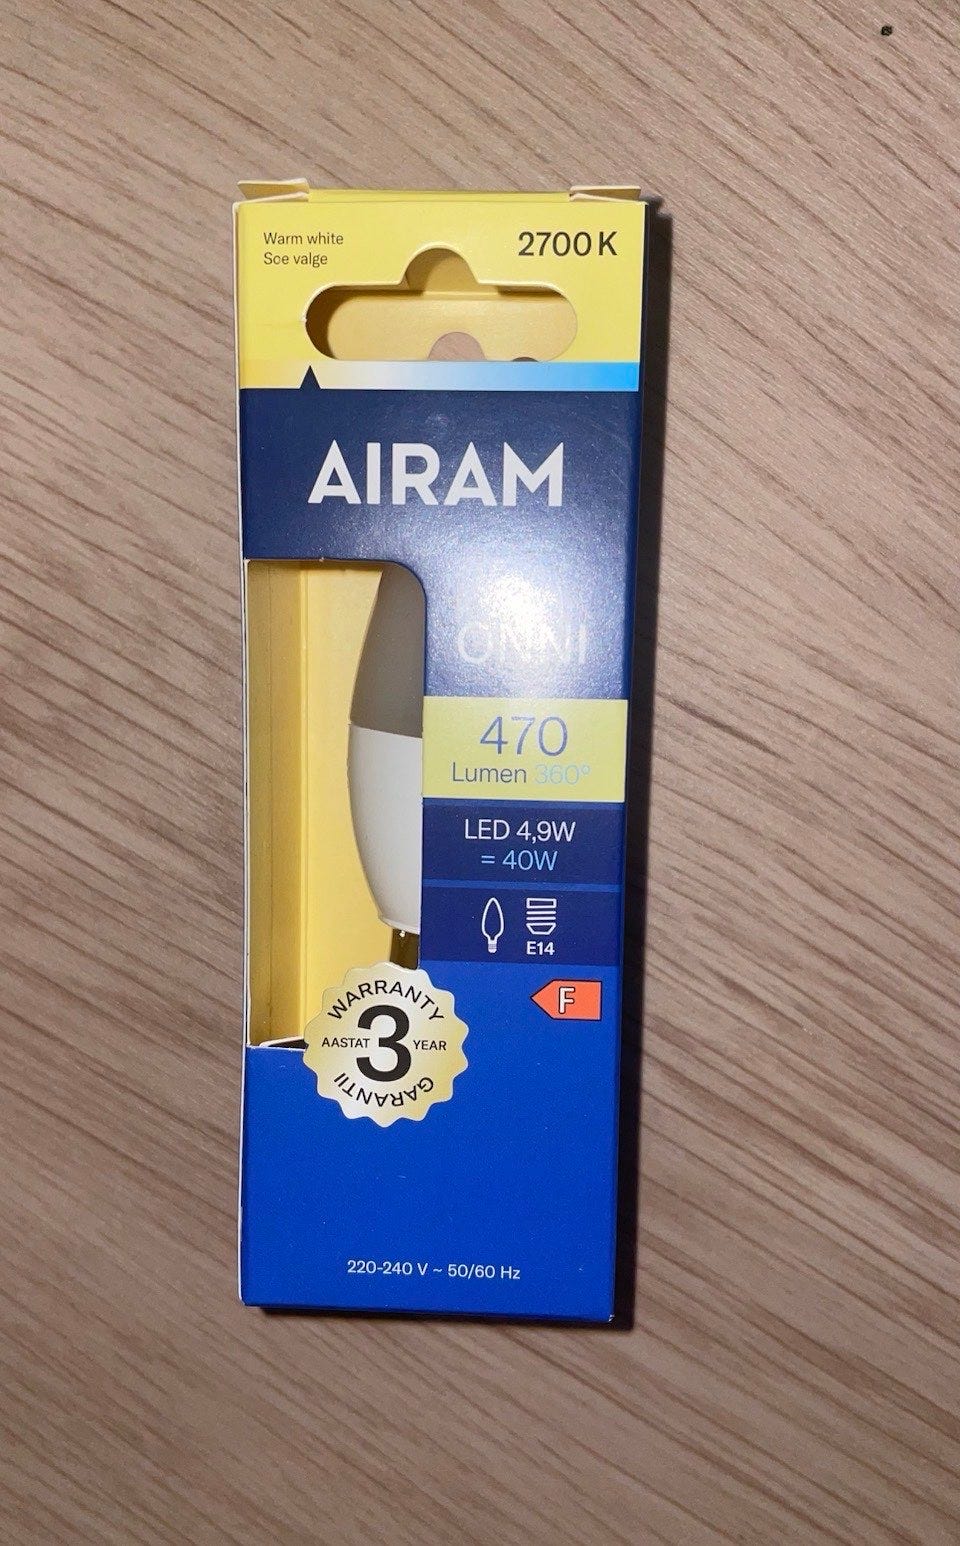 Warm white
Soe valge
2700 K
AIRAM
ONNI
470
Lumen 360°
LED 4,9W
= 40W
E14
F
WARRANTY
AASTAT 3 YEAR
GARANTII
220-240 V ~ 50/60 Hz